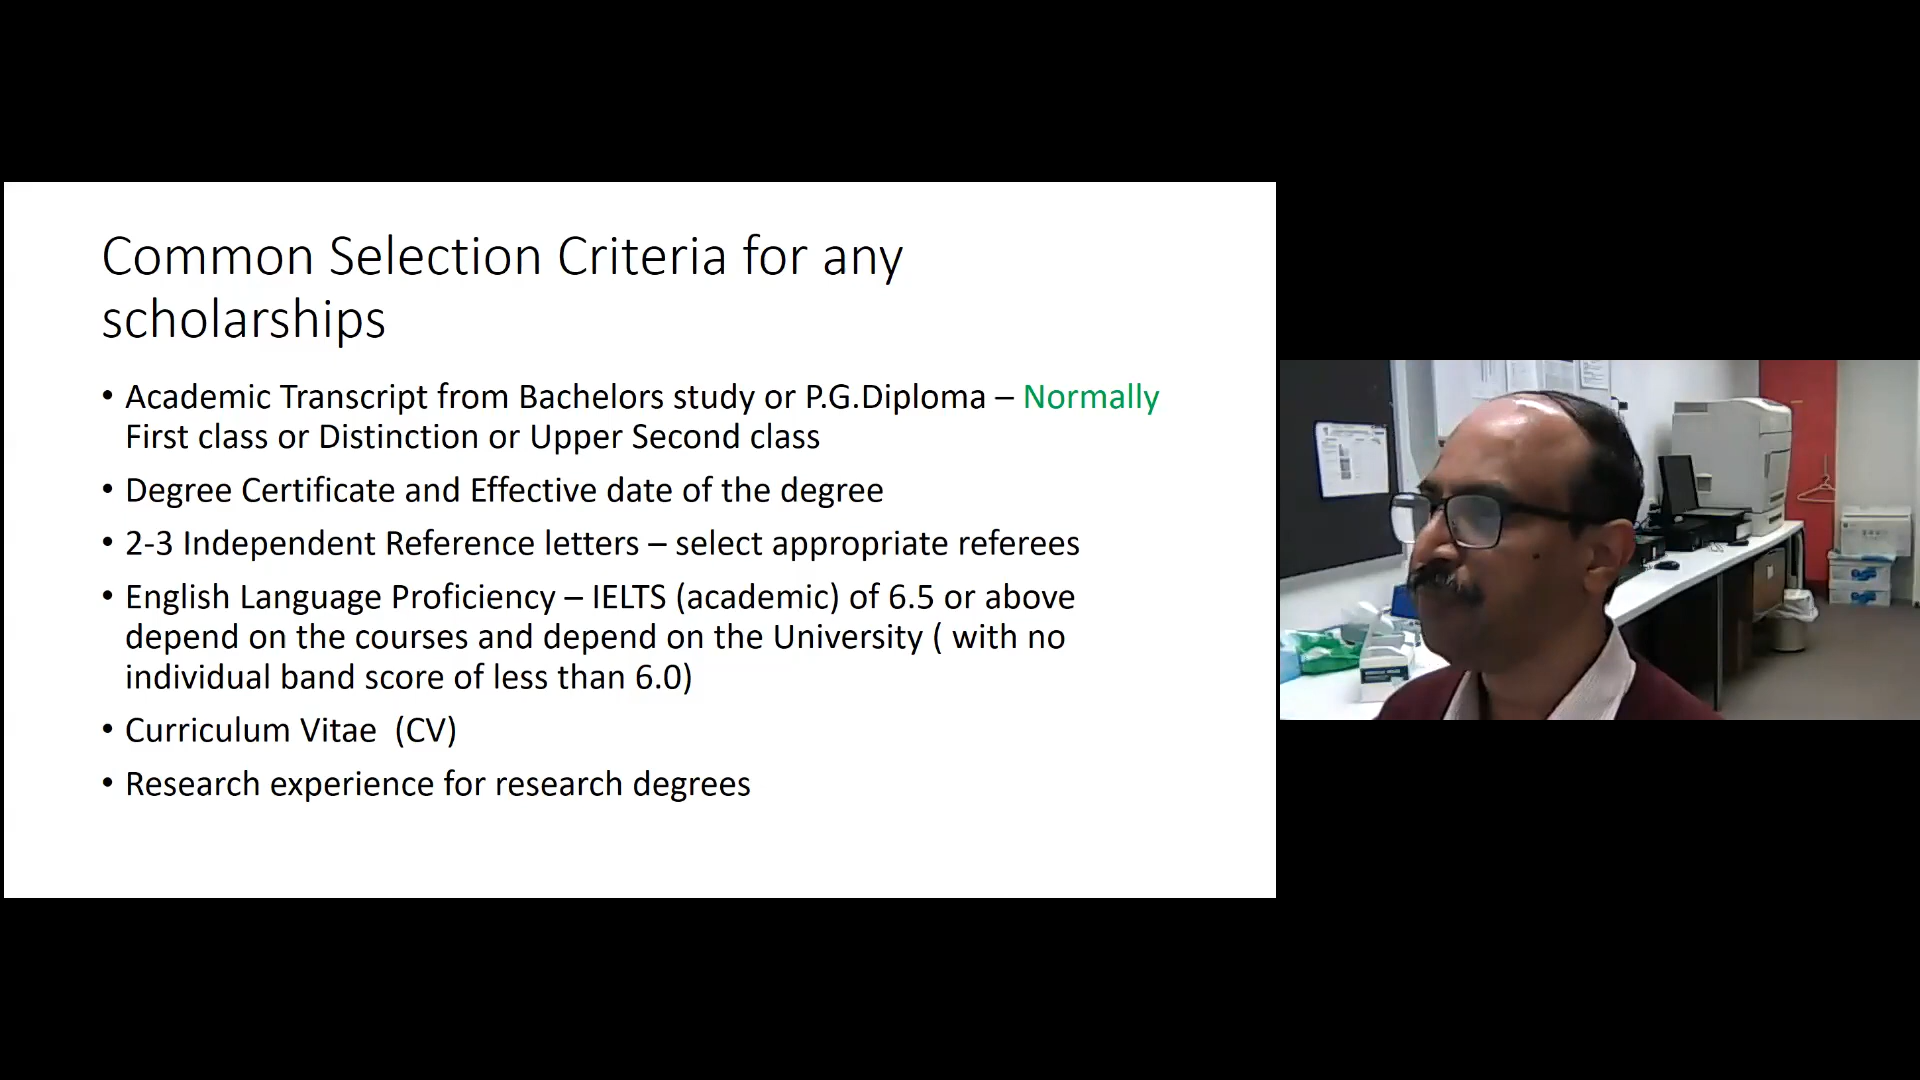 Common Selection Criteria for any
scholarships
• Academic Transcript from Bachelors study or P.G.Diploma – Normally
First class or Distinction or Upper Second class
• Degree Certificate and Effective date of the degree
• 2-3 Independent Reference letters – select appropriate referees
• English Language Proficiency – IELTS (academic) of 6.5 or above
depend on the courses and depend on the University ( with no
individual band score of less than 6.0)
• Curriculum Vitae  (CV)
• Research experience for research degrees